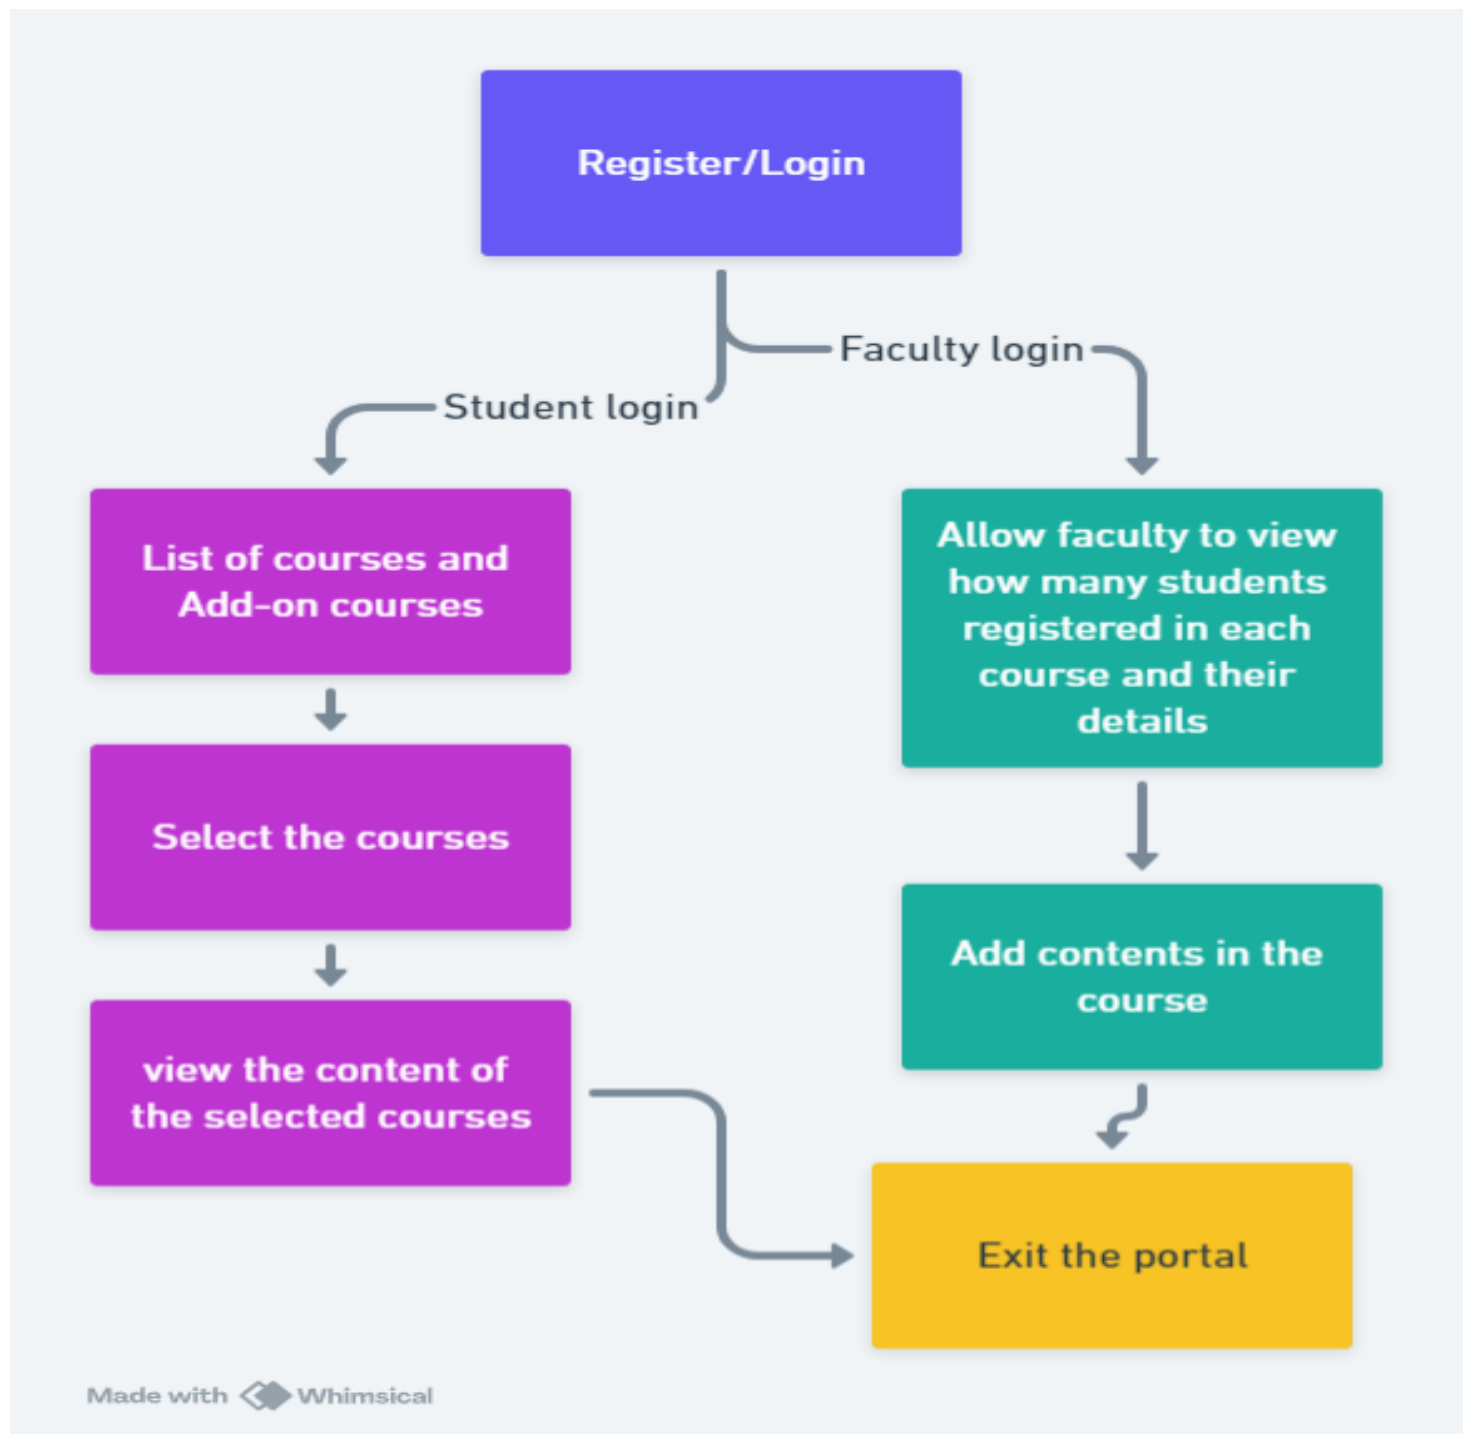 Register/Login
Faculty login
Student login
List of courses and
Add-on courses
Select the courses
view the content of
the selected courses
Allow faculty to view
how many students
registered in each
course and their
details
Add contents in the
course
Exit the portal
Made with Whimsical